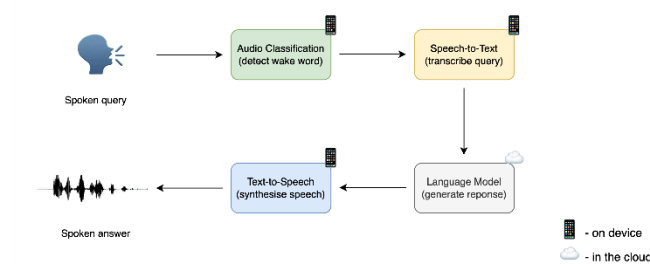 Audio Classification
(detect wake word)
Speech-to-Text
(transcribe query)
Spoken query
Text-to-Speech
(synthesise speech)
Language Model
(generate reponse)
Spoken answer
- on device
- in the cloud